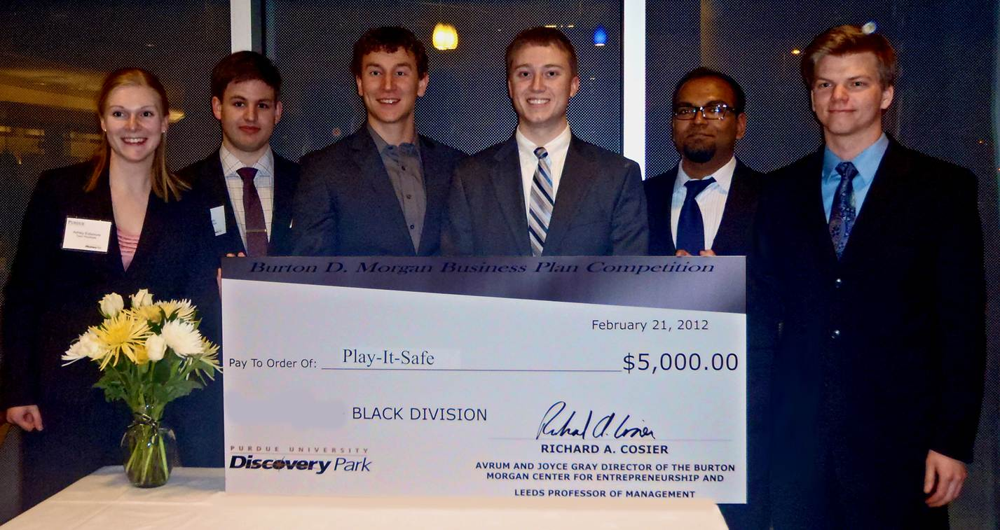 PURDUE
Burton D. Morgan Business Plan Competition
February 21, 2012
Pay To Order Of: Play-It-Safe $5,000.00
BLACK DIVISION
Richard A. Cosier
RICHARD A. COSIER
PURDUE UNIVERSITY
Discovery Park
AVRUM AND JOYCE GRAY DIRECTOR OF THE BURTON
MORGAN CENTER FOR ENTREPRENEURSHIP AND
LEEDS PROFESSOR OF MANAGEMENT